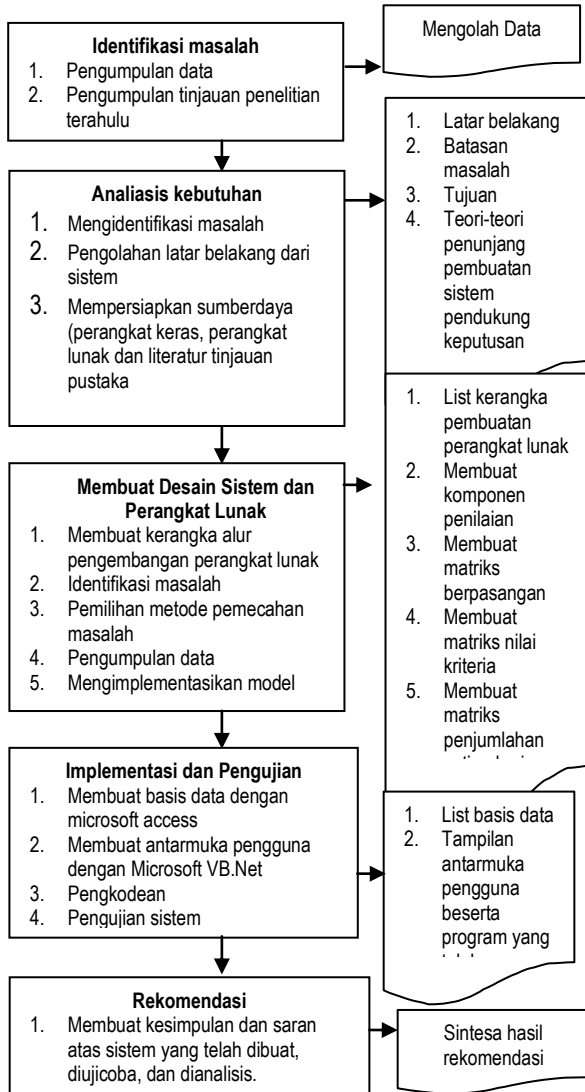 Identifikasi masalah
1. Pengumpulan data
2. Pengumpulan tinjauan penelitian
terahulu
Mengolah Data
Analiasis kebutuhan
1. Mengidentifikasi masalah
2. Pengolahan latar belakang dari
sistem
3. Mempersiapkan sumberdaya
(perangkat keras, perangkat
lunak dan literatur tinjauan
pustaka
1. Latar belakang
2. Batasan
masalah
3. Tujuan
4. Teori-teori
penunjang
pembuatan
sistem
pendukung
keputusan
Membuat Desain Sistem dan
Perangkat Lunak
1. Membuat kerangka alur
pengembangan perangkat lunak
2. Identifikasi masalah
3. Pemilihan metode pemecahan
masalah
4. Pengumpulan data
5. Mengimplementasikan model
1. List kerangka
pembuatan
perangkat lunak
2. Membuat
komponen
penilaian
3. Membuat
matriks
berpasangan
4. Membuat
matriks nilai
kriteria
5. Membuat
matriks
penjumlahan
Implementasi dan Pengujian
1. Membuat basis data dengan
microsoft access
2. Membuat antarmuka pengguna
dengan Microsoft VB.Net
3. Pengkodean
4. Pengujian sistem
1. List basis data
2. Tampilan
antarmuka
pengguna
beserta
program yang
Rekomendasi
1. Membuat kesimpulan dan saran
atas sistem yang telah dibuat,
diujicoba, dan dianalisis.
Sintesa hasil
rekomendasi